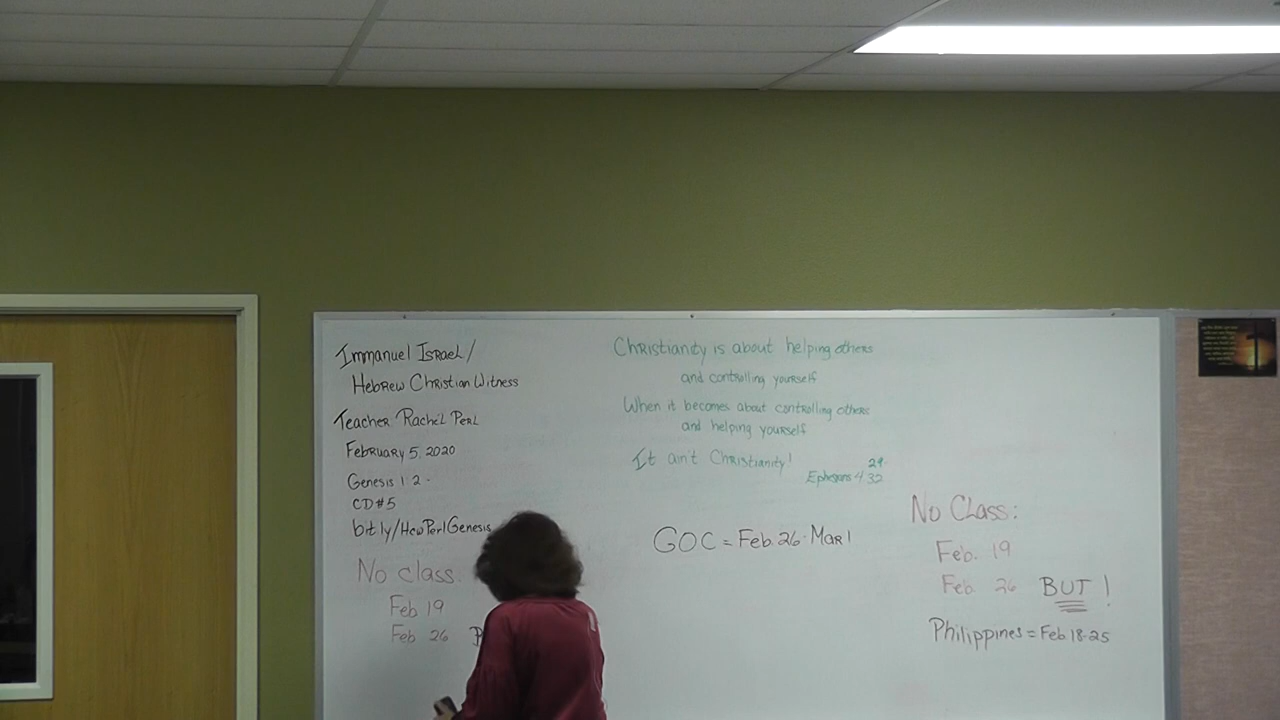 Immanuel Israel/
Hebrew Christian Witness
Teacher Rachel Perl
February 5, 2020
Genesis 1:2-
CD#5
bit.ly/HcwPerlGenesis
No class:
Feb 19
Feb 26
Christianity is about helping others
and controlling yourself
When it becomes about controlling others
and helping yourself
It ain't Christianity!
29
Ephesians 4 32
GOC = Feb. 26-Mar 1
No Class:
Feb. 19
Feb. 26 BUT!
Philippines = Feb 18-25